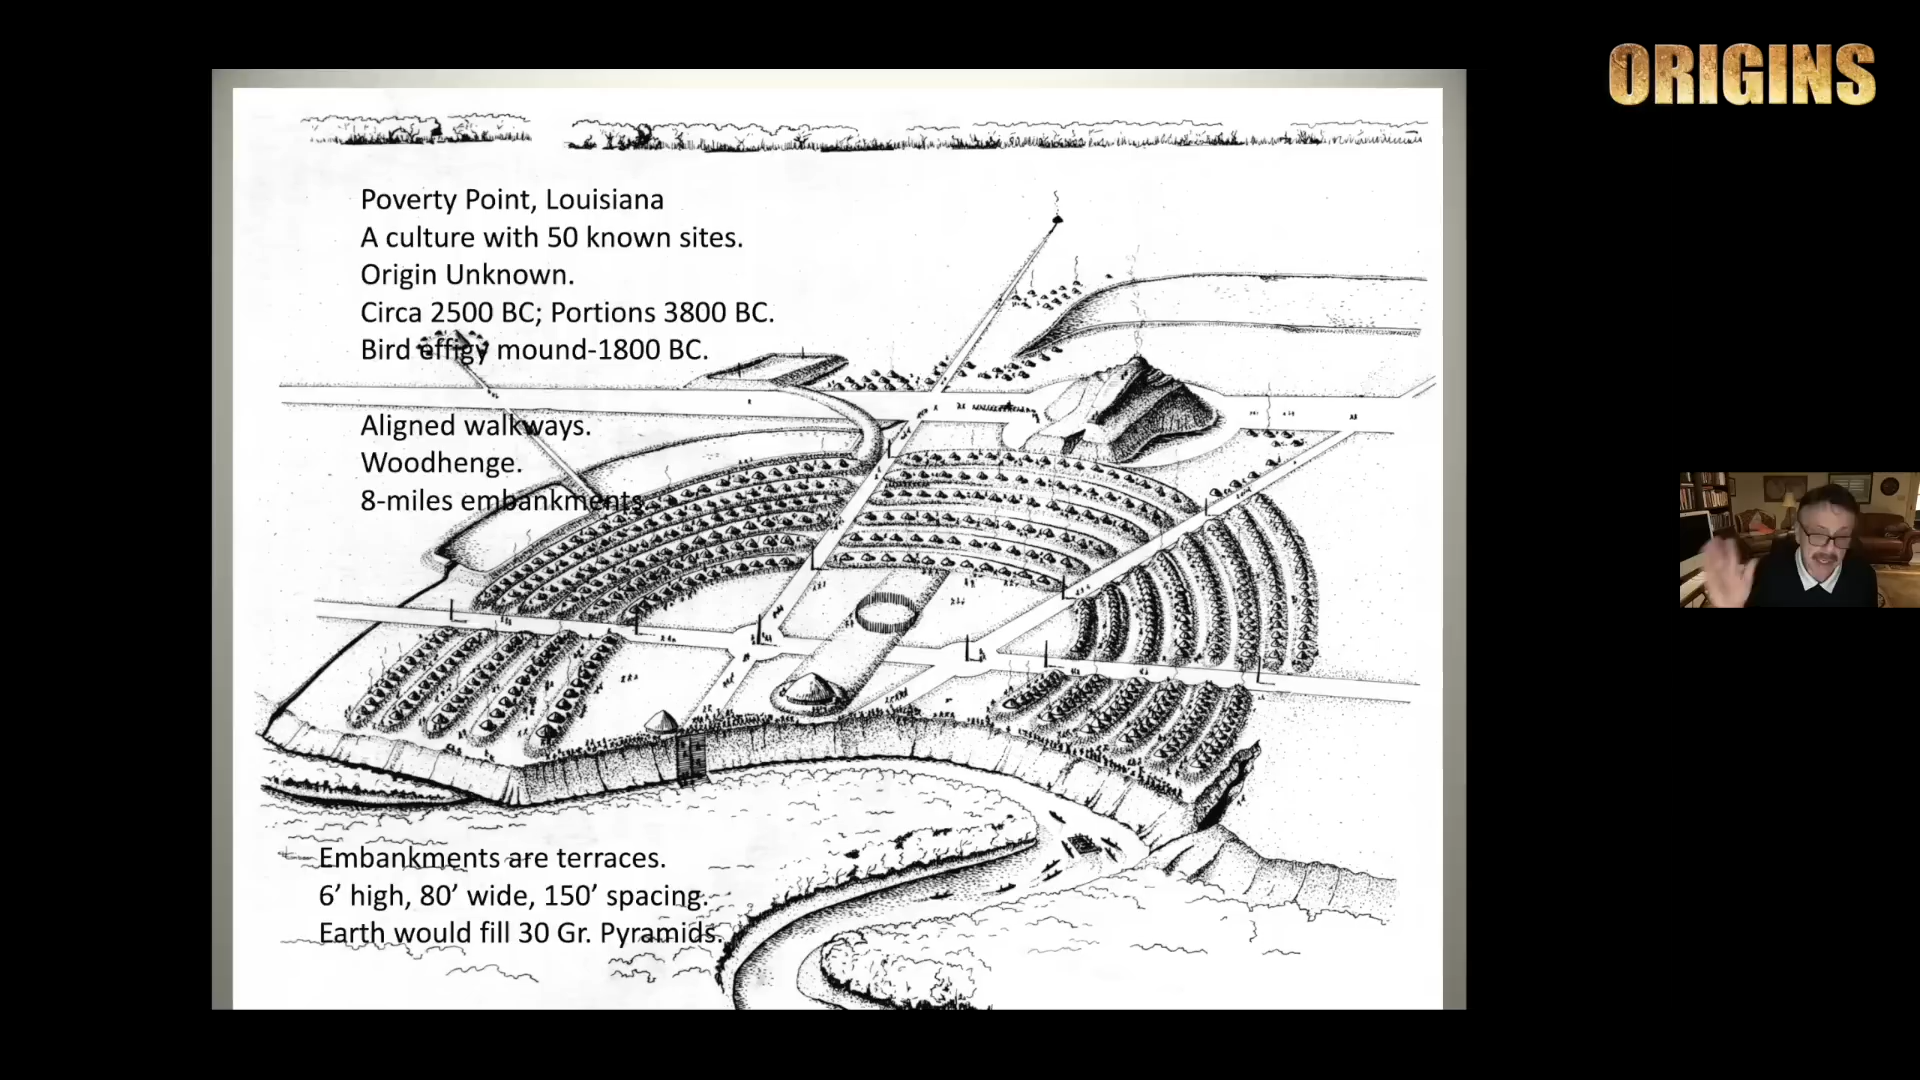 ORIGINS
Poverty Point, Louisiana
A culture with 50 known sites.
Origin Unknown.
Circa 2500 BC; Portions 3800 BC.
Bird effigy mound-1800 BC.
Aligned walkways.
Woodhenge.
8-miles embankments.
Embankments are terraces.
6’ high, 80’ wide, 150’ spacing.
Earth would fill 30 Gr. Pyramids.